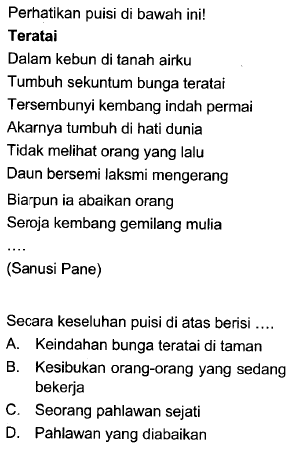 Perhatikan puisi di bawah ini!
Teratai
Dalam kebun di tanah airku
Tumbuh sekuntum bunga teratai
Tersembunyi kembang indah permai
Akarnya tumbuh di hati dunia
Tidak melihat orang yang lalu
Daun bersemi laksmi mengerang
Biarpun ia abaikan orang
Seroja kembang gemilang mulia
....
(Sanusi Pane)
Secara keseluhan puisi di atas berisi ....
A. Keindahan bunga teratai di taman
B. Kesibukan orang-orang yang sedang
bekerja
C. Seorang pahlawan sejati
D. Pahlawan yang diabaikan